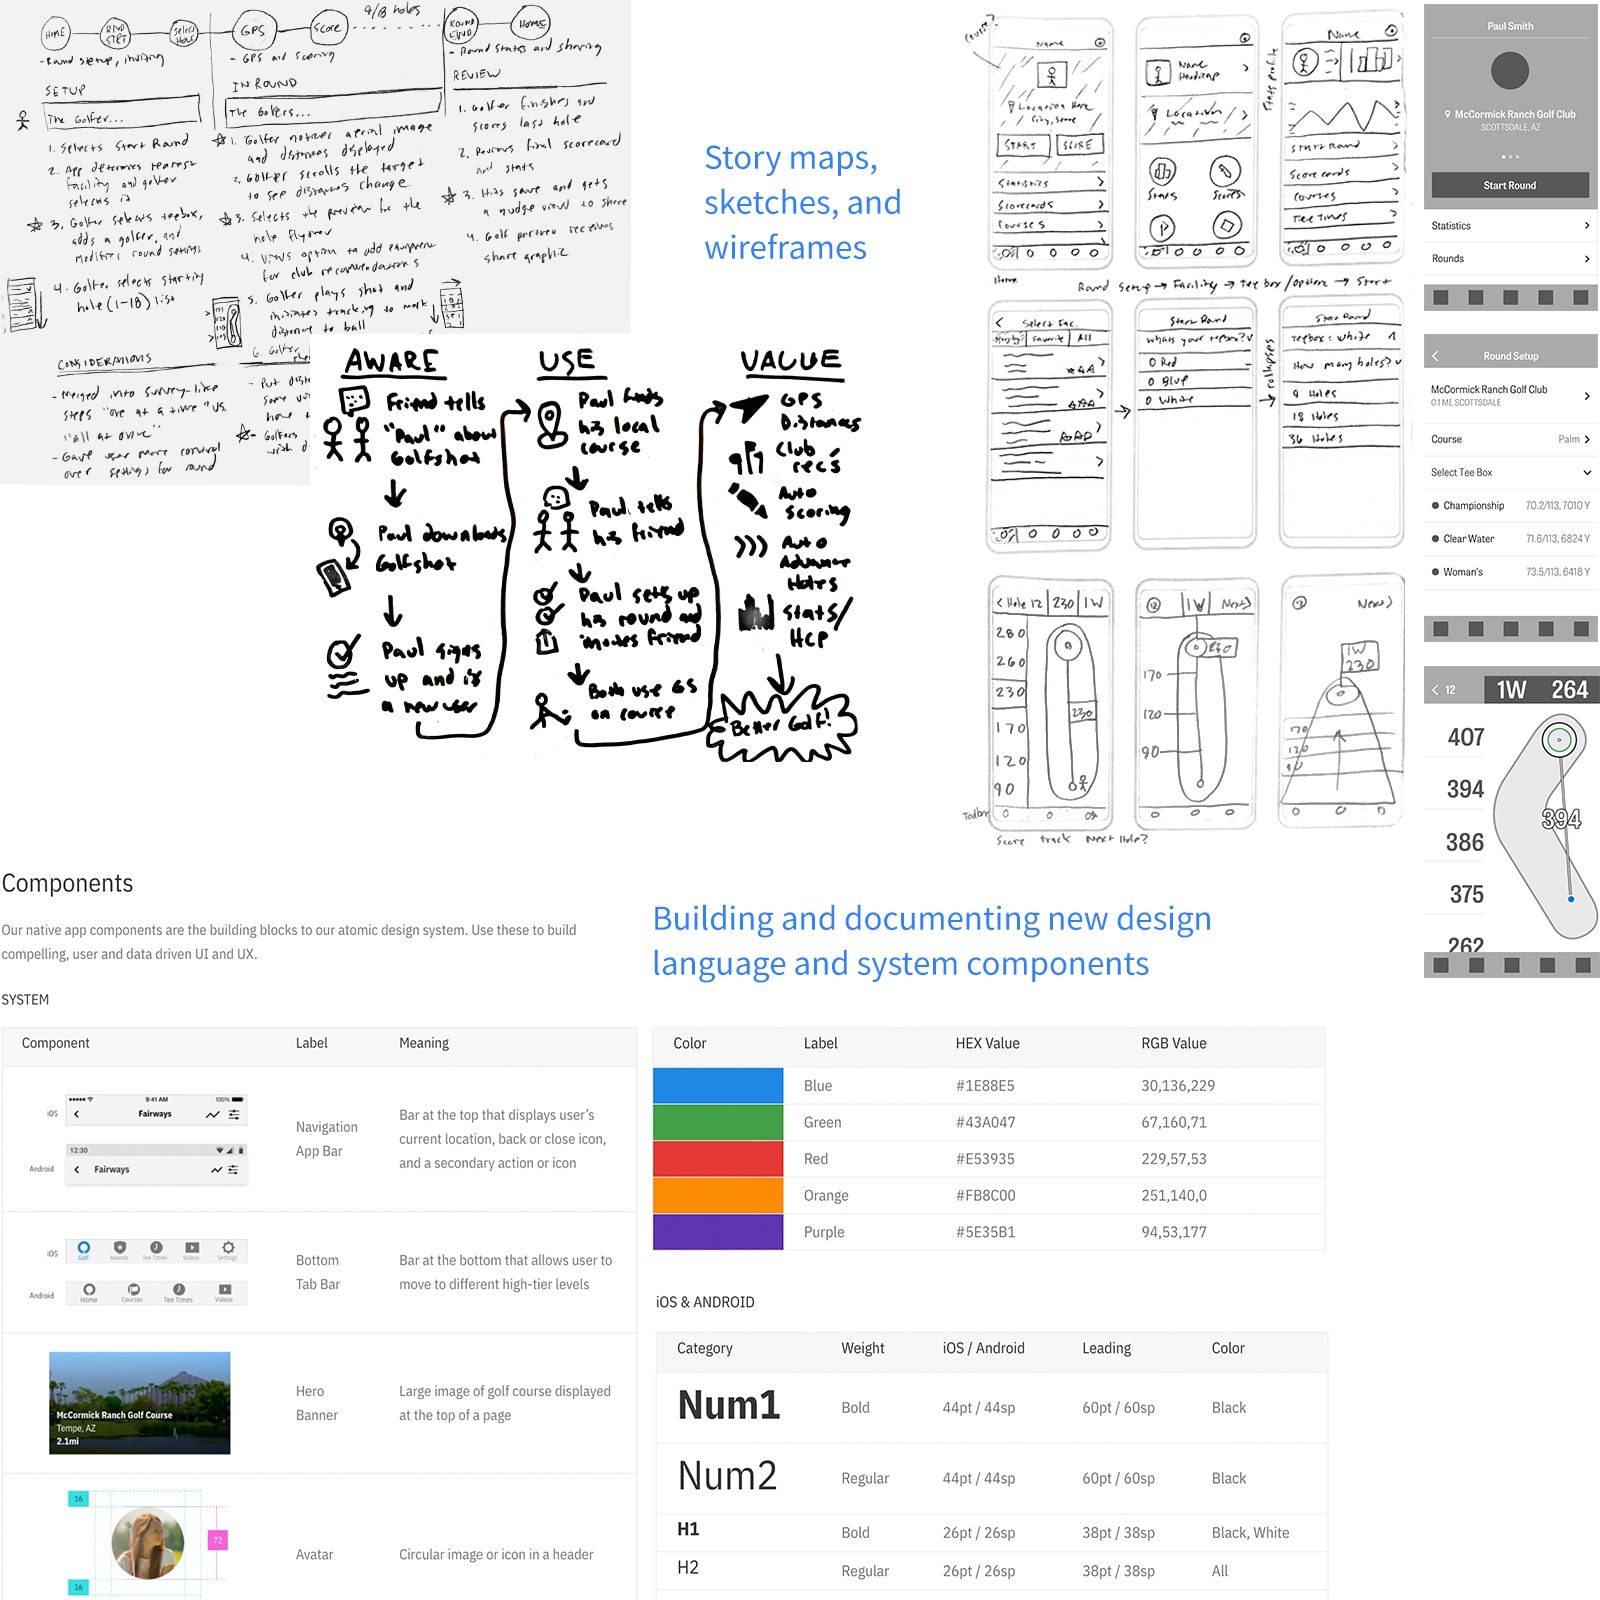 HOME
RND STRT
Select HOLE
GPS
Score
9/18 holes
ROUND END
HOME
- Round setup, inviting
- GPS and scoring
- Round stats and sharing
SETUP
The Golfer...
1. Selects Start Round
2. App determines nearest
facility and golfer
selects it
3. Golfer selects teebox,
adds a golfer, and
modifies round settings
4. Golfer selects starting
hole (1-18) list
IN ROUND
The Golfers...
1. Golfer notices aerial image
and distances displayed
2. Golfer scrolls the target
to see distances change
3. Selects the preview for the
hole flyover
4. Views option to add equipment
for club recommendations
5. Golfer plays shot and
initiates tracking to mark
distance to ball
6. Golfer
REVIEW
1. Golfer finishes and
scores last hole
2. Reviews final scorecard
and stats
3. Hits save and gets
a nudge view to share
4. Golf partner receives
share graphic
CONSIDERATIONS
- Merged into survey-like
steps "one at a time" vs.
"all at once"
- Gave user more control
over settings for round
- Put dist
some
have
- Golfers
with d
Story maps,
sketches, and
wireframes
AWARE
Friend tells
"Paul" about
Golfshot
Paul downloads
Golfshot
Paul signs
up and is
a new user
USE
Paul finds
his local
course
Paul tells
his friend
Paul sets up
his round and
invites friend
Both use GS
on course
VALUE
GPS
Distances
Club
rec's
Auto
Scoring
Auto
Advance
Holes
Stats/
HCP
Better Golf!
Course?
Name
Location Here
City, State
START
SCORE
Statistics
Scorecards
Courses
Home
Name
Handicap
Location
Stats
Scores
Stats profile
Name
Start Round
Scorecards
Courses
Tee Times
Round Setup → Facility → Tee box/options → Start
Select Fac.
Nearby
Favorite
All
Start Round
Whats your teebox?
Red
Blue
White
collapses
Start Round
Teebox: White
How many holes?
9 Holes
18 Holes
36 Holes
< Hole 12 | 230 | 1W
280
260
230
170
120
90
230
Toolbar
Score track Next Hole?
12
1W
Next>
230
170
120
90
12
Next>
1W
230
170
120
90
Paul Smith
McCormick Ranch Golf Club
SCOTTSDALE, AZ
Start Round
Statistics
Rounds
Round Setup
McCormick Ranch Golf Club
0.1 MI, SCOTTSDALE
Course Palm
Select Tee Box
Championship 70.2/113, 7010 Y
Clear Water 71.6/113, 6824 Y
Woman's 73.5/113, 6418 Y
12 1W 264
407
394
386
375
262
394
Components
Our native app components are the building blocks to our atomic design system. Use these to build
compelling, user and data driven UI and UX.
SYSTEM
Component Label Meaning
iOS
9:41 AM
100%
Fairways
Android
12:30
Fairways
Navigation
App Bar
Bar at the top that displays user's
current location, back or close icon,
and a secondary action or icon
iOS
Golf Awards Tee Times Videos Settings
Android
Home Courses Tee Times Videos
Bottom
Tab Bar
Bar at the bottom that allows user to
move to different high-tier levels
McCormick Ranch Golf Course
Tempe, AZ
2.1mi
Hero
Banner
Large image of golf course displayed
at the top of a page
16
72
16
Avatar
Circular image or icon in a header
Building and documenting new design
language and system components
Color Label HEX Value RGB Value
Blue #1E88E5 30,136,229
Green #43A047 67,160,71
Red #E53935 229,57,53
Orange #FB8C00 251,140,0
Purple #5E35B1 94,53,177
iOS & ANDROID
Category Weight iOS / Android Leading Color
Num1 Bold 44pt / 44sp 60pt / 60sp Black
Num2 Regular 44pt / 44sp 60pt / 60sp Black
H1 Bold 26pt / 26sp 38pt / 38sp Black, White
H2 Regular 26pt / 26sp 38pt / 38sp All